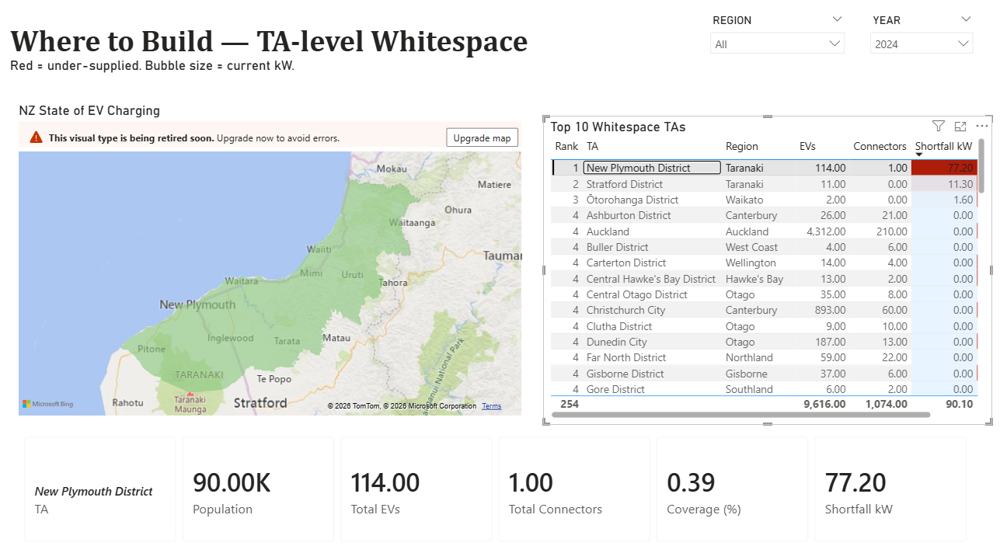 Where to Build — TA-level Whitespace
Red = under-supplied. Bubble size = current kW.
REGION
All
YEAR
2024
NZ State of EV Charging
This visual type is being retired soon. Upgrade now to avoid errors.
Upgrade map
Mokau
Matiere
Ohura
Waitaanga
Waiiti
Taumar
Mimi
Uruti
Waitara
Tahora
New Plymouth
Inglewood
Tarata
Matau
Pitone
TARANAKI
Te Popo
Taranaki
Maunga
Rahotu
Stratford
anui National Park
Microsoft Bing
© 2026 TomTom, © 2026 Microsoft Corporation Terms
Top 10 Whitespace TAs
Rank TA Region EVs Connectors Shortfall kW
1 New Plymouth District Taranaki 114.00 1.00 77.20
2 Stratford District Taranaki 11.00 0.00 11.30
3 Ōtorohanga District Waikato 2.00 0.00 1.60
4 Ashburton District Canterbury 26.00 21.00 0.00
4 Auckland Auckland 4,312.00 210.00 0.00
4 Buller District West Coast 4.00 6.00 0.00
4 Carterton District Wellington 14.00 4.00 0.00
4 Central Hawke's Bay District Hawke's Bay 13.00 2.00 0.00
4 Central Otago District Otago 35.00 8.00 0.00
4 Christchurch City Canterbury 893.00 60.00 0.00
4 Clutha District Otago 9.00 10.00 0.00
4 Dunedin City Otago 187.00 13.00 0.00
4 Far North District Northland 59.00 22.00 0.00
4 Gisborne District Gisborne 37.00 6.00 0.00
4 Gore District Southland 6.00 2.00 0.00
254 9,616.00 1,074.00 90.10
New Plymouth District
TA
90.00K
Population
114.00
Total EVs
1.00
Total Connectors
0.39
Coverage (%)
77.20
Shortfall kW